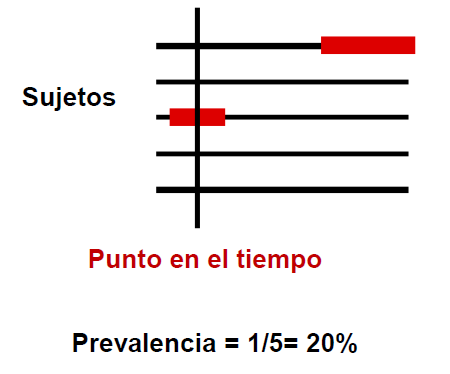 Sujetos
Punto en el tiempo
Prevalencia = 1/5= 20%